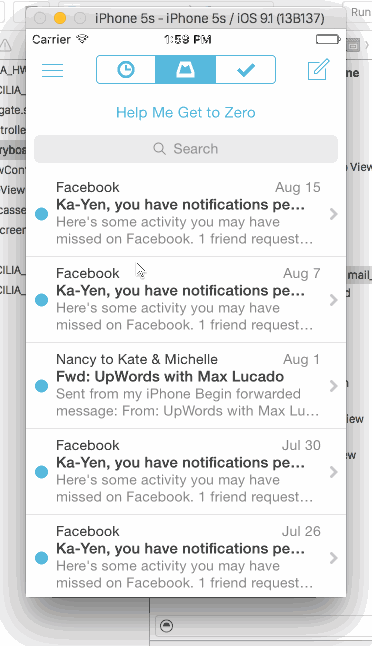 iPhone 5s - iPhone 5s / iOS 9.1 (13B137)
Run
Carrier
1:59 PM
Help Me Get to Zero
Search
Facebook Aug 15
Ka-Yen, you have notifications pe...
Here's some activity you may have
missed on Facebook. 1 friend request...
Facebook Aug 7
Ka-Yen, you have notifications pe...
Here's some activity you may have
missed on Facebook. 1 friend request...
Nancy to Kate & Michelle Aug 1
Fwd: UpWords with Max Lucado
Sent from my iPhone Begin forwarded
message: From: UpWords with Max Lu...
Facebook Jul 30
Ka-Yen, you have notifications pe...
Here's some activity you may have
missed on Facebook. 1 friend request...
Facebook Jul 26
Ka-Yen, you have notifications pe...
Here's some activity you may have
missed on Facebook. 1 friend request...